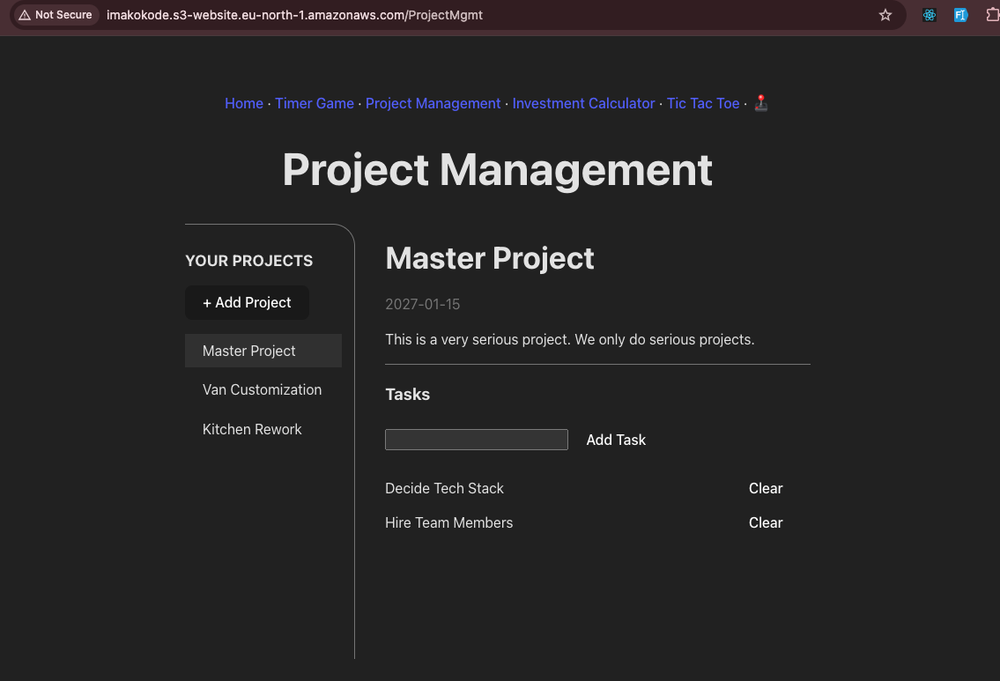 Not Secure imakokode.s3-website.eu-north-1.amazonaws.com/ProjectMgmt
Home · Timer Game · Project Management · Investment Calculator · Tic Tac Toe · 🕹️
Project Management
YOUR PROJECTS
+ Add Project
Master Project
Van Customization
Kitchen Rework
Master Project
2027-01-15
This is a very serious project. We only do serious projects.
Tasks
Add Task
Decide Tech Stack Clear
Hire Team Members Clear